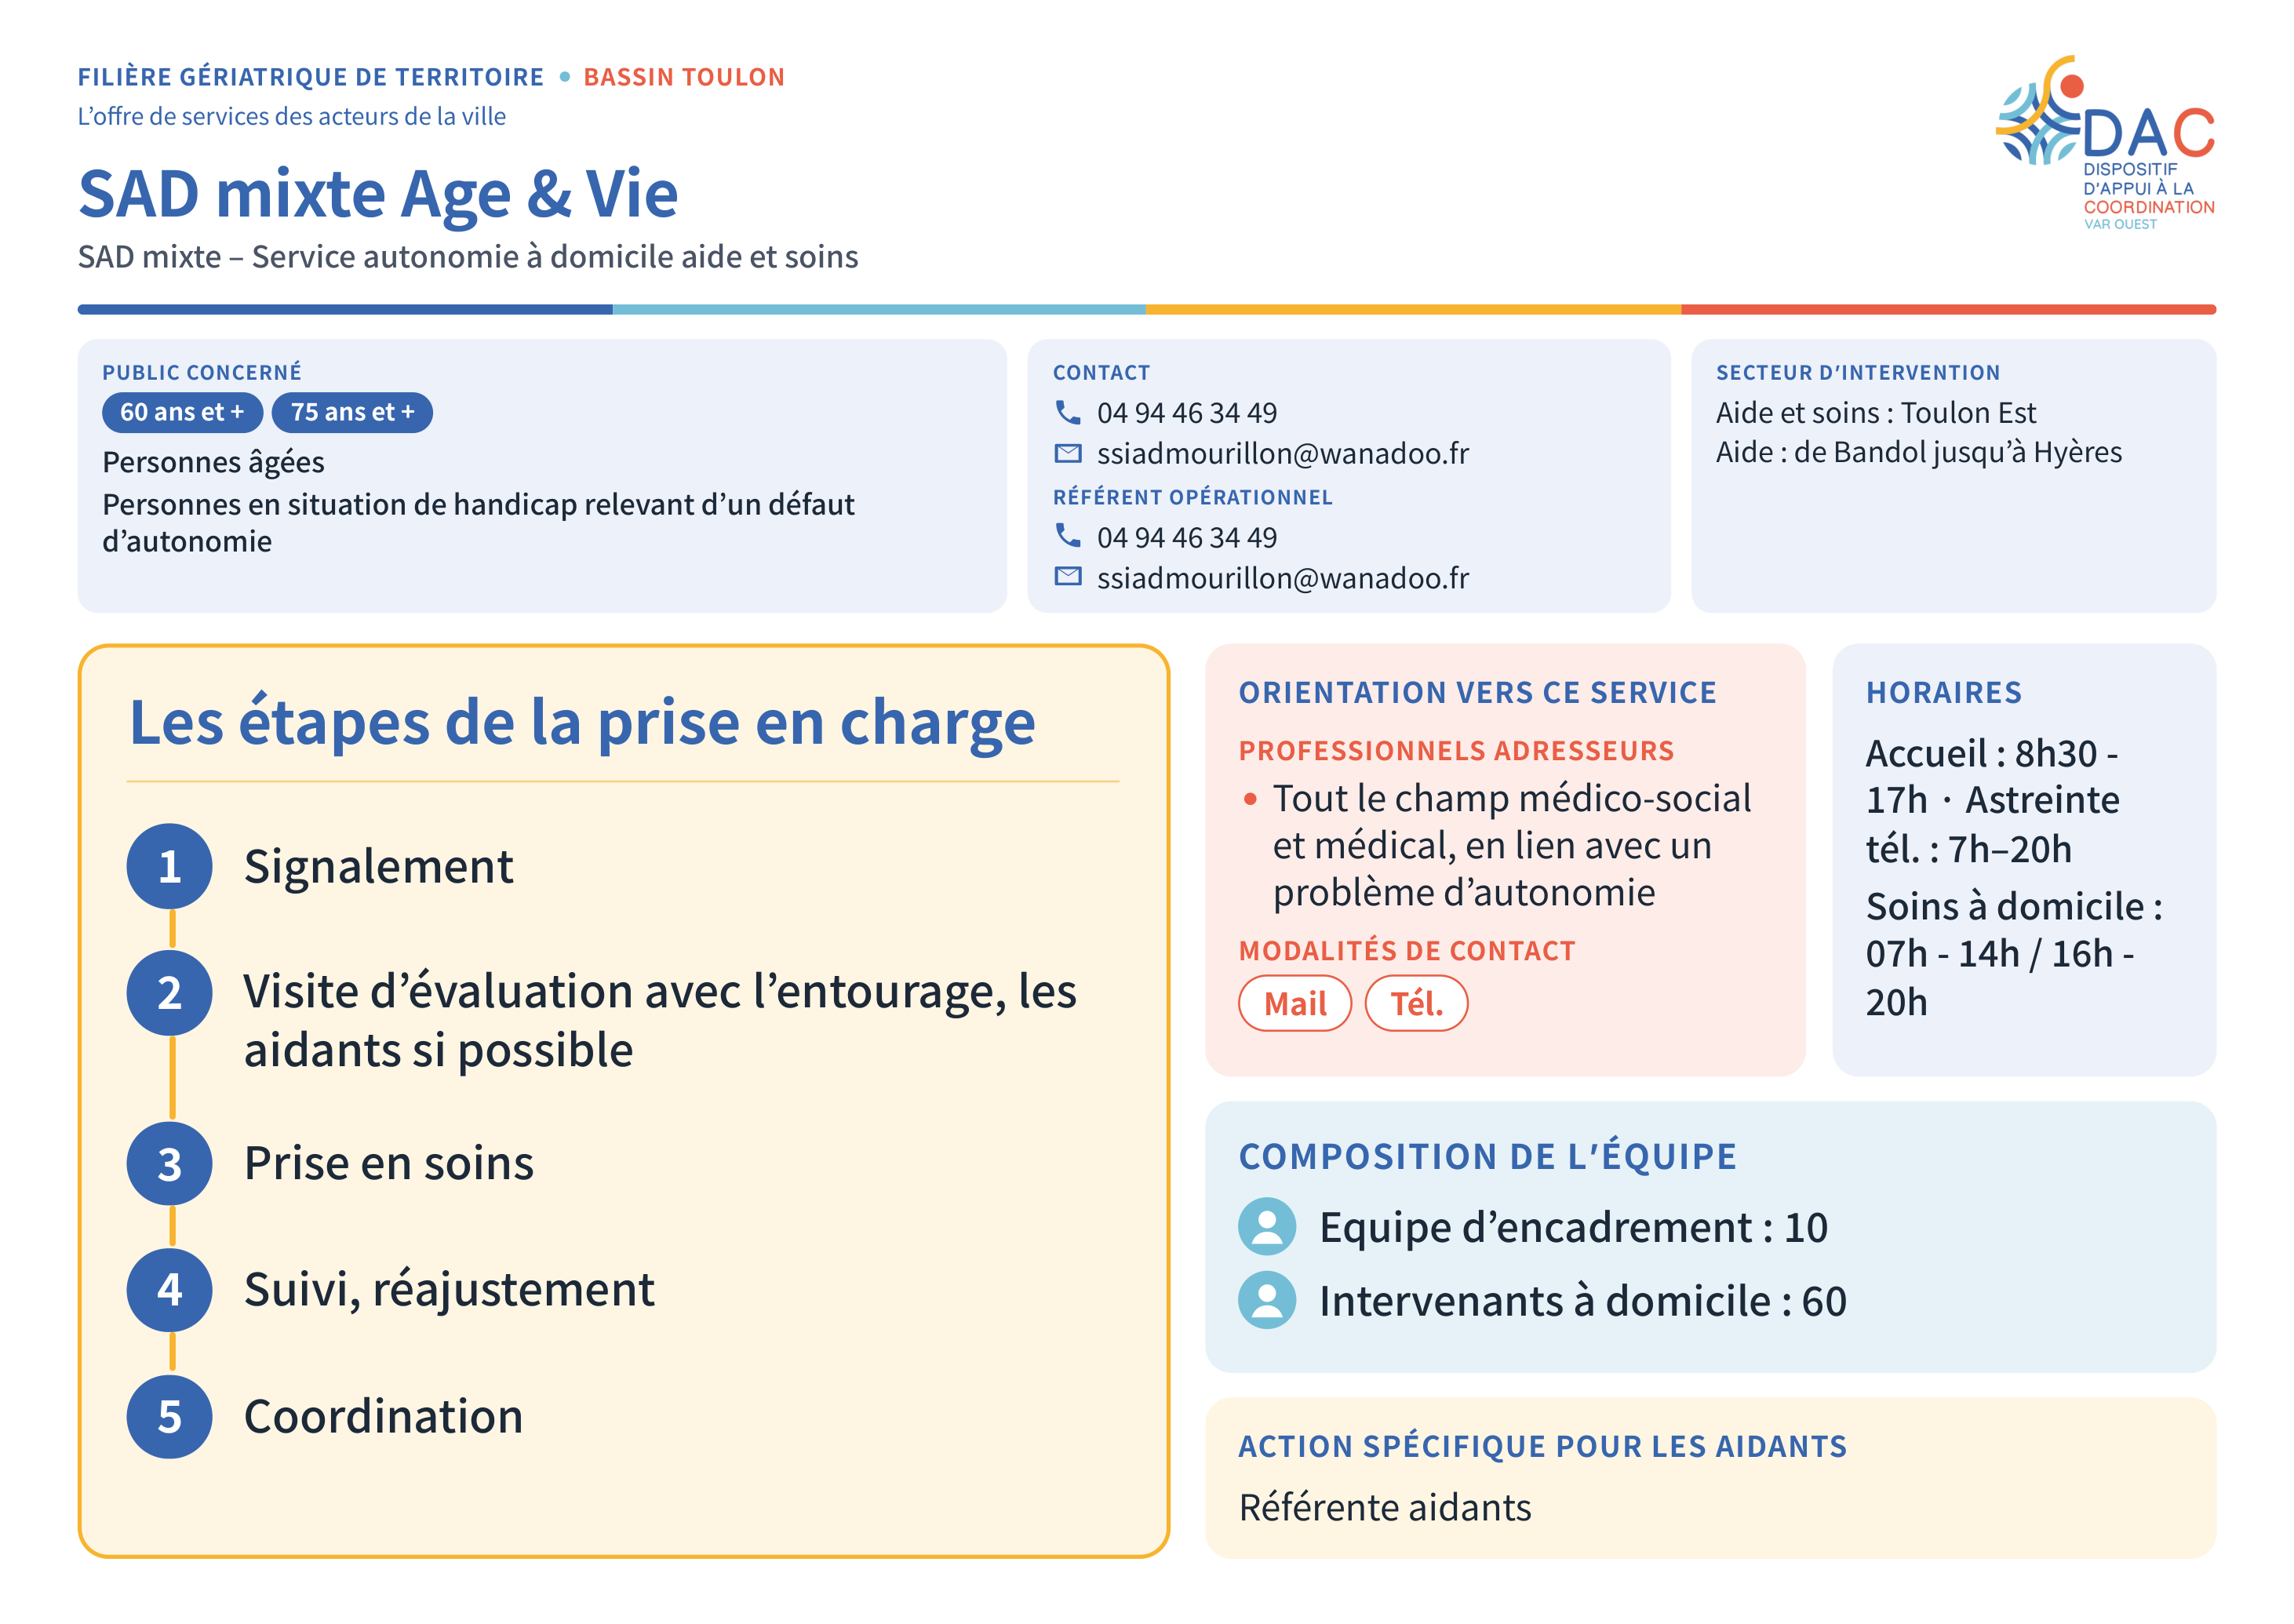 FILIÈRE GÉRIATRIQUE DE TERRITOIRE • BASSIN TOULON
L’offre de services des acteurs de la ville
SAD mixte Age & Vie
SAD mixte – Service autonomie à domicile aide et soins
DAC
DISPOSITIF
D’APPUI À LA
COORDINATION
VAR OUEST
PUBLIC CONCERNÉ
60 ans et + 75 ans et +
Personnes âgées
Personnes en situation de handicap relevant d’un défaut
d’autonomie
CONTACT
04 94 46 34 49
ssiadmourillon@wanadoo.fr
RÉFÉRENT OPÉRATIONNEL
04 94 46 34 49
ssiadmourillon@wanadoo.fr
SECTEUR D’INTERVENTION
Aide et soins : Toulon Est
Aide : de Bandol jusqu’à Hyères
Les étapes de la prise en charge
1 Signalement
2 Visite d’évaluation avec l’entourage, les
aidants si possible
3 Prise en soins
4 Suivi, réajustement
5 Coordination
ORIENTATION VERS CE SERVICE
PROFESSIONNELS ADRESSEURS
• Tout le champ médico-social
et médical, en lien avec un
problème d’autonomie
MODALITÉS DE CONTACT
Mail Tél.
HORAIRES
Accueil : 8h30 -
17h · Astreinte
tél. : 7h–20h
Soins à domicile :
07h - 14h / 16h -
20h
COMPOSITION DE L’ÉQUIPE
Equipe d’encadrement : 10
Intervenants à domicile : 60
ACTION SPÉCIFIQUE POUR LES AIDANTS
Référente aidants